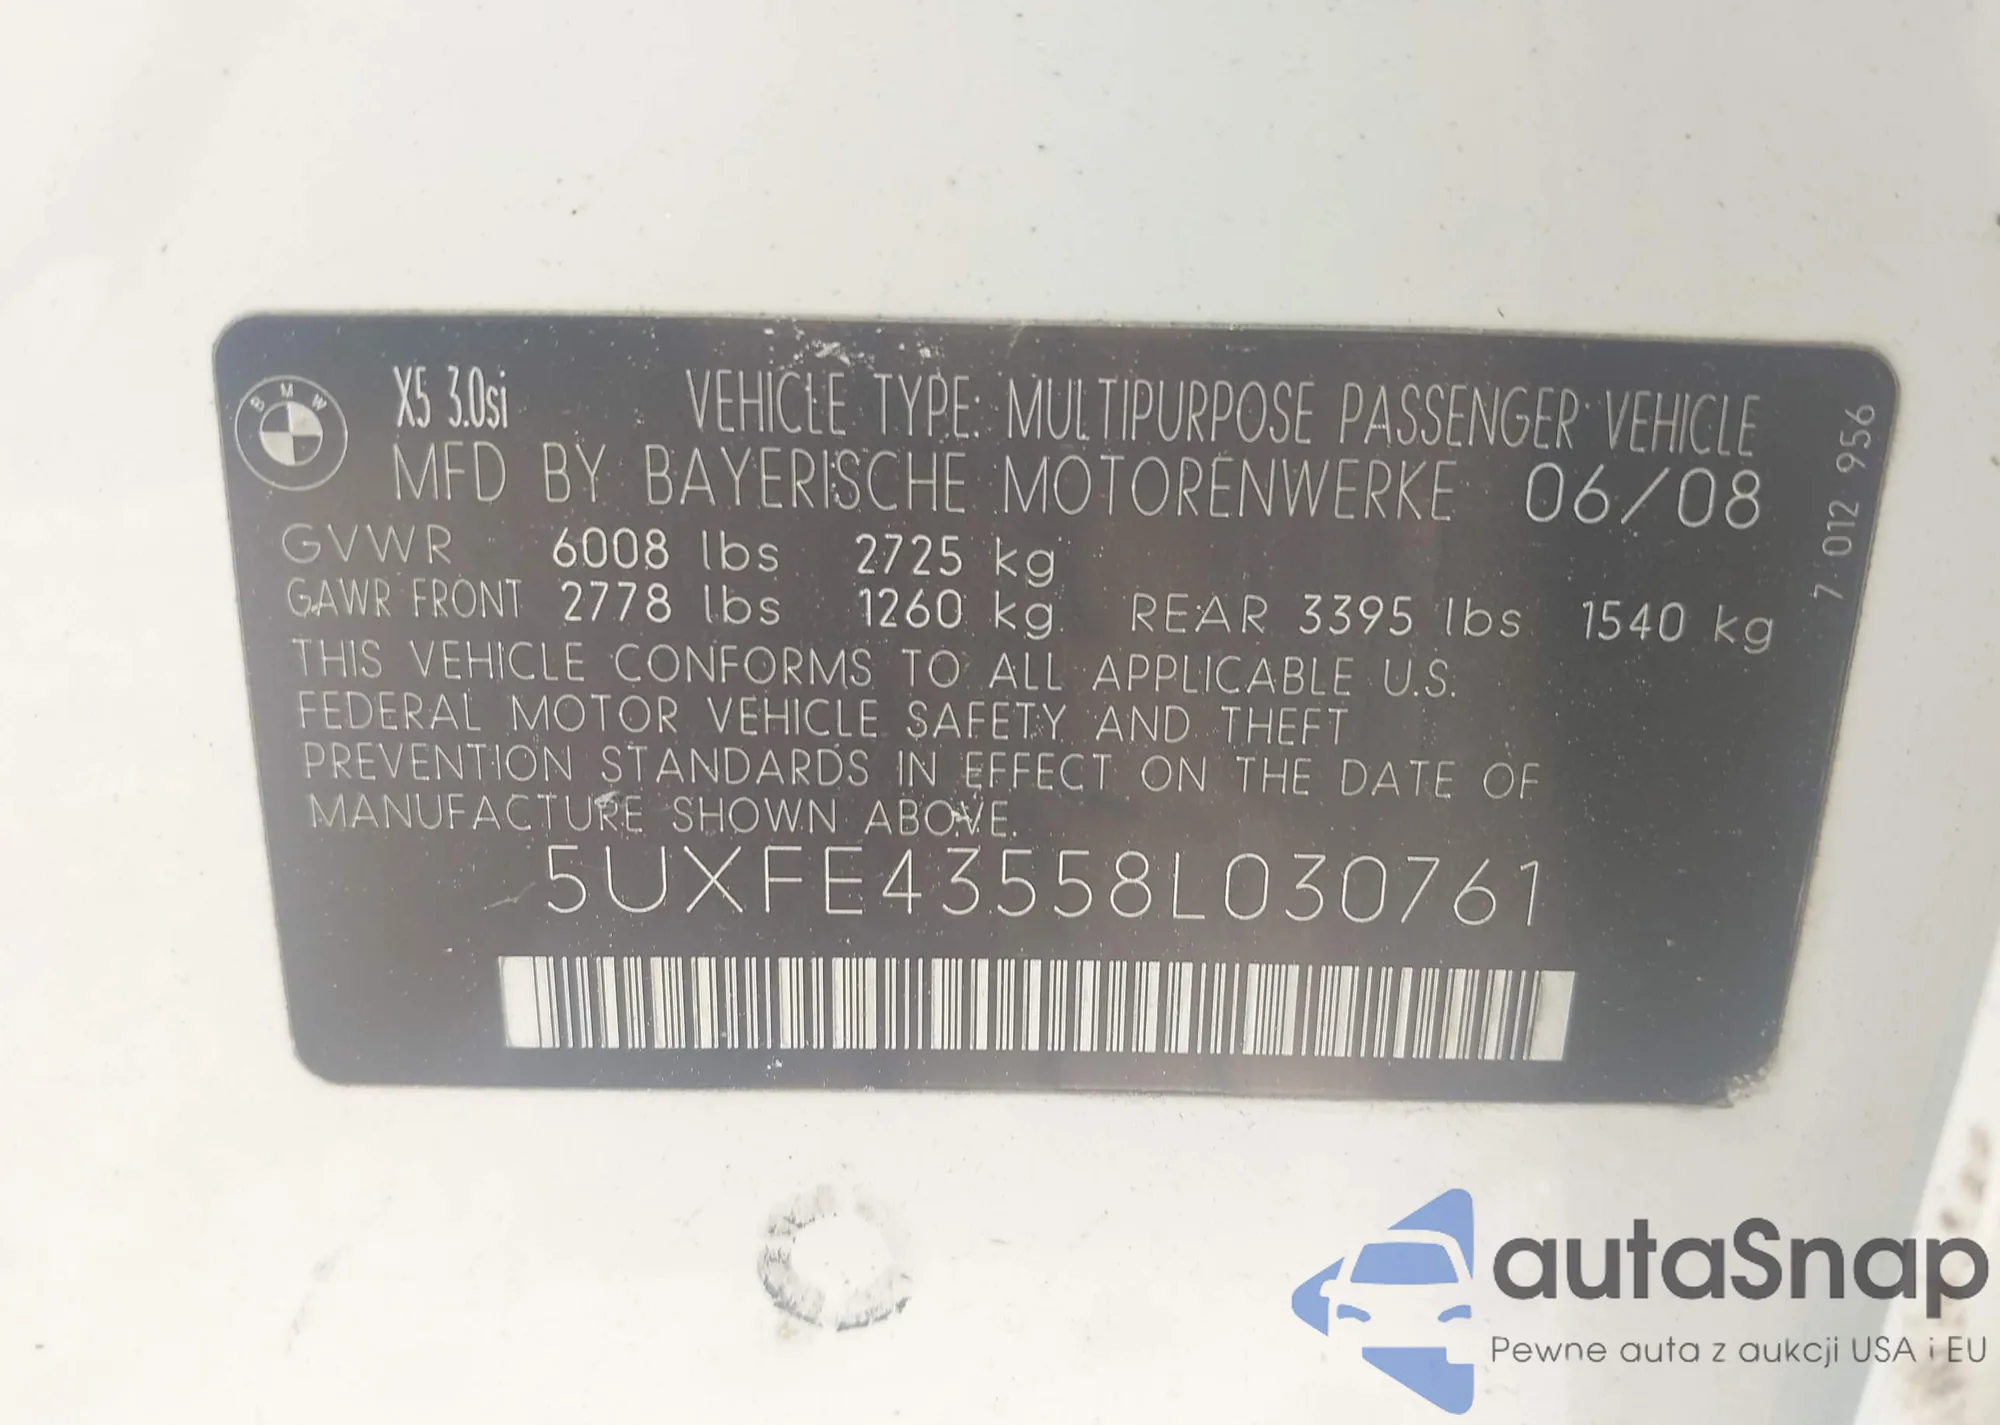 BMW
X5 3.0si VEHICLE TYPE: MULTIPURPOSE PASSENGER VEHICLE
MFD BY BAYERISCHE MOTORENWERKE 06/08
GVWR 6008 lbs 2725 kg
GAWR FRONT 2778 lbs 1260 kg REAR 3395 lbs 1540 kg
THIS VEHICLE CONFORMS TO ALL APPLICABLE U.S.
FEDERAL MOTOR VEHICLE SAFETY AND THEFT
PREVENTION STANDARDS IN EFFECT ON THE DATE OF
MANUFACTURE SHOWN ABOVE.
5UXFE43558L030761
7 012 956
autaSnap
Pewne auta z aukcji USA i EU